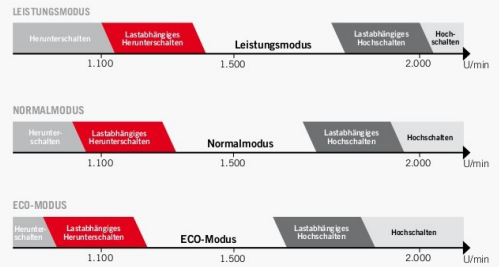 LEISTUNGSMODUS
Herunterschalten
Lastabhängiges
Herunterschalten
Leistungsmodus
Lastabhängiges
Hochschalten
Hoch-
schalten
1.100
1.500
2.000
U/min
NORMALMODUS
Herunter-
schalten
Lastabhängiges
Herunterschalten
Normalmodus
Lastabhängiges
Hochschalten
Hochschalten
1.100
1.500
2.000
U/min
ECO-MODUS
Herunter-
schalten
Lastabhängiges
Herunterschalten
ECO-Modus
Lastabhängiges
Hochschalten
Hochschalten
1.100
1.500
2.000
U/min